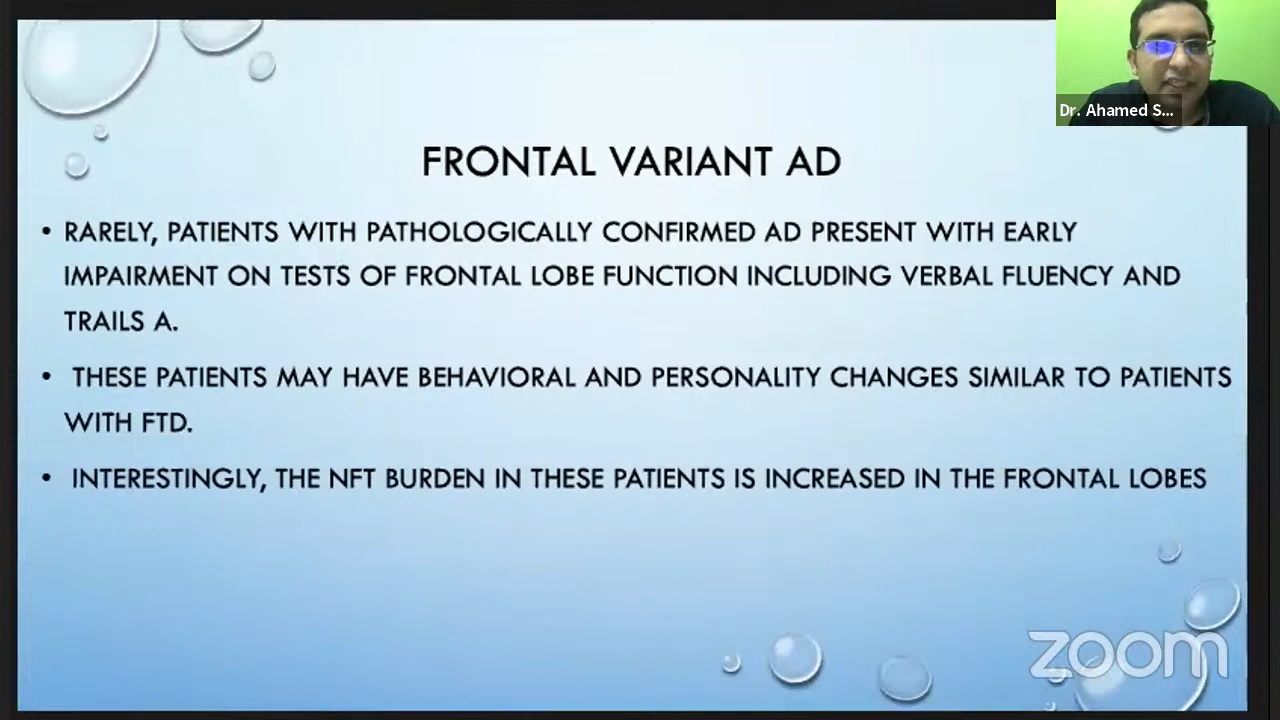 Dr. Ahamed S...
FRONTAL VARIANT AD
• RARELY, PATIENTS WITH PATHOLOGICALLY CONFIRMED AD PRESENT WITH EARLY
IMPAIRMENT ON TESTS OF FRONTAL LOBE FUNCTION INCLUDING VERBAL FLUENCY AND
TRAILS A.
• THESE PATIENTS MAY HAVE BEHAVIORAL AND PERSONALITY CHANGES SIMILAR TO PATIENTS
WITH FTD.
• INTERESTINGLY, THE NFT BURDEN IN THESE PATIENTS IS INCREASED IN THE FRONTAL LOBES
zoom